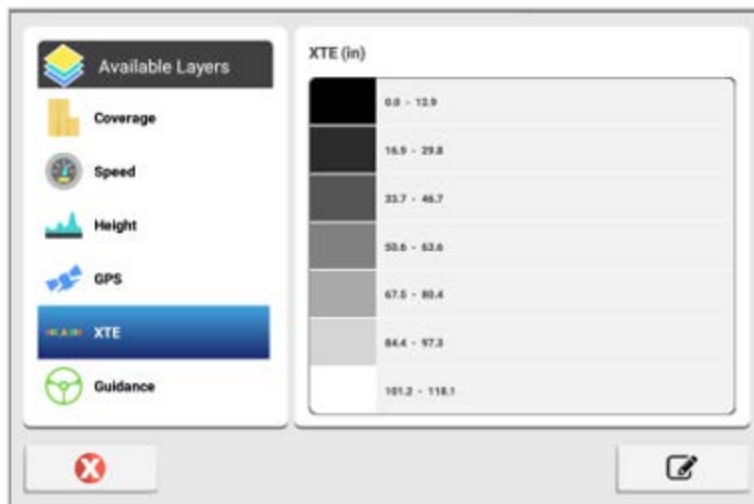 Available Layers
Coverage
Speed
Height
GPS
XTE
Guidance
XTE (in)
0.0 - 12.9
16.9 - 29.8
33.7 - 46.7
50.6 - 63.6
67.5 - 80.4
84.4 - 97.3
101.2 - 118.1